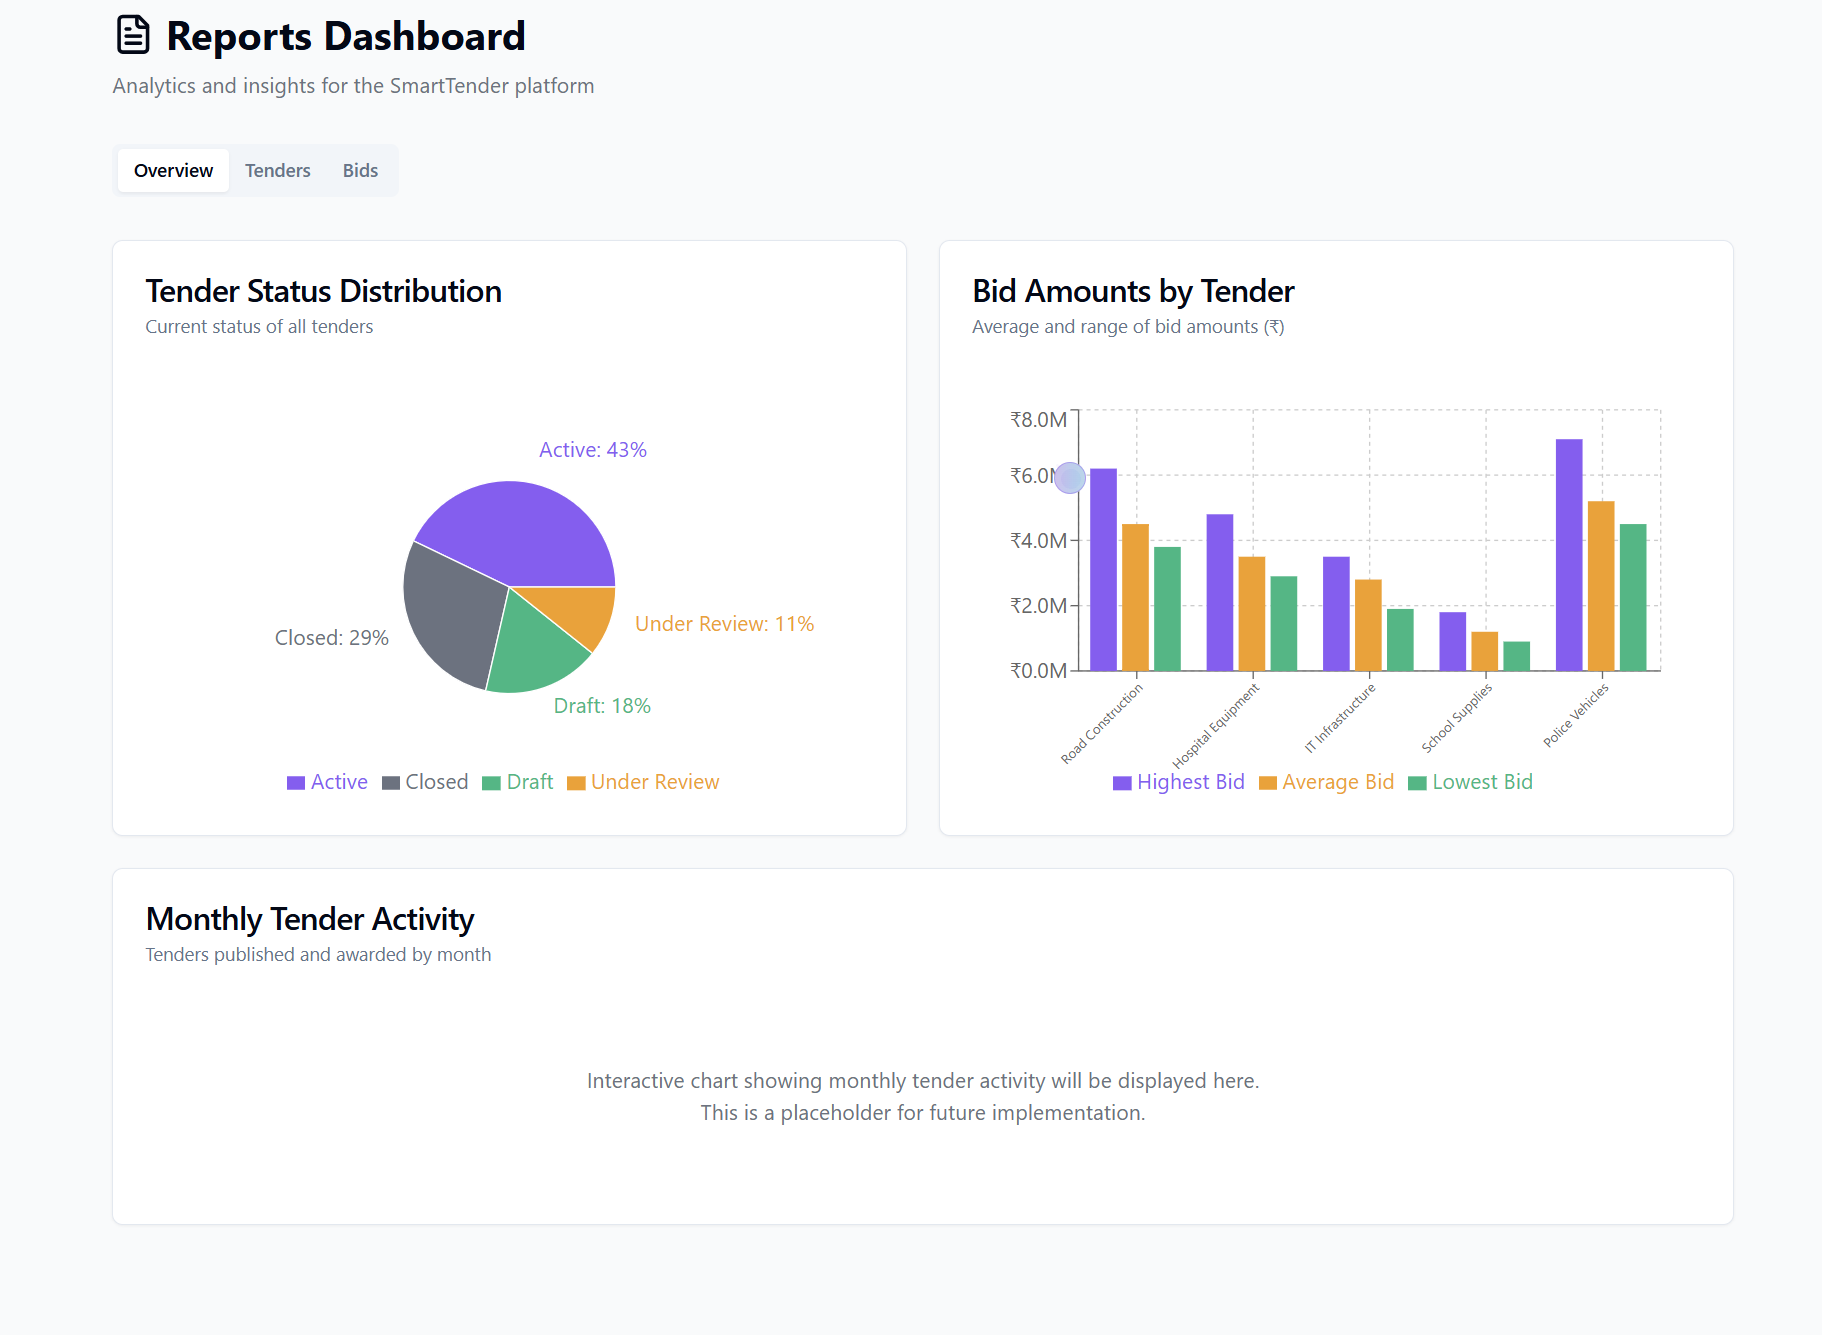 Reports Dashboard
Analytics and insights for the SmartTender platform
Overview
Tenders
Bids
Tender Status Distribution
Current status of all tenders
Active: 43%
Closed: 29%
Under Review: 11%
Draft: 18%
Active
Closed
Draft
Under Review
Bid Amounts by Tender
Average and range of bid amounts (₹)
₹8.0M
₹6.0M
₹4.0M
₹2.0M
₹0.0M
Road Construction
Hospital Equipment
IT Infrastructure
School Supplies
Police Vehicles
Highest Bid
Average Bid
Lowest Bid
Monthly Tender Activity
Tenders published and awarded by month
Interactive chart showing monthly tender activity will be displayed here.
This is a placeholder for future implementation.